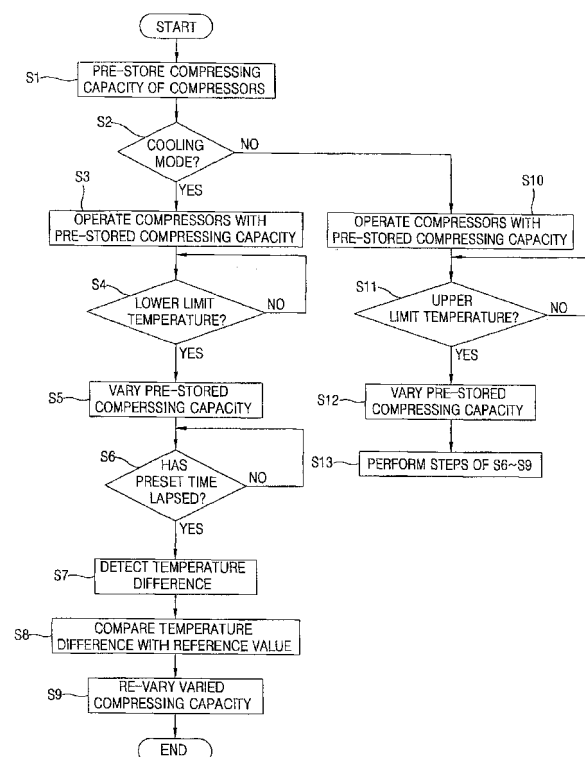 START
S1
PRE-STORE COMPRESSING
CAPACITY OF COMPRESSORS
S2
COOLING
MODE?
NO
YES
S3
OPERATE COMPRESSORS WITH
PRE-STORED COMPRESSING CAPACITY
S4
LOWER LIMIT
TEMPERATURE?
NO
YES
S5
VARY PRE-STORED
COMPERSSING CAPACITY
S6
HAS
PRESET TIME
LAPSED?
NO
YES
S7
DETECT TEMPERATURE
DIFFERENCE
S8
COMPARE TEMPERATURE
DIFFERENCE WITH REFERENCE VALUE
S9
RE-VARY VARIED
COMPRESSING CAPACITY
END
S10
OPERATE COMPRESSORS WITH
PRE-STORED COMPRESSING CAPACITY
S11
UPPER
LIMIT TEMPERATURE?
NO
YES
S12
VARY PRE-STORED
COMPRESSING CAPACITY
S13
PERFORM STEPS OF S6~S9